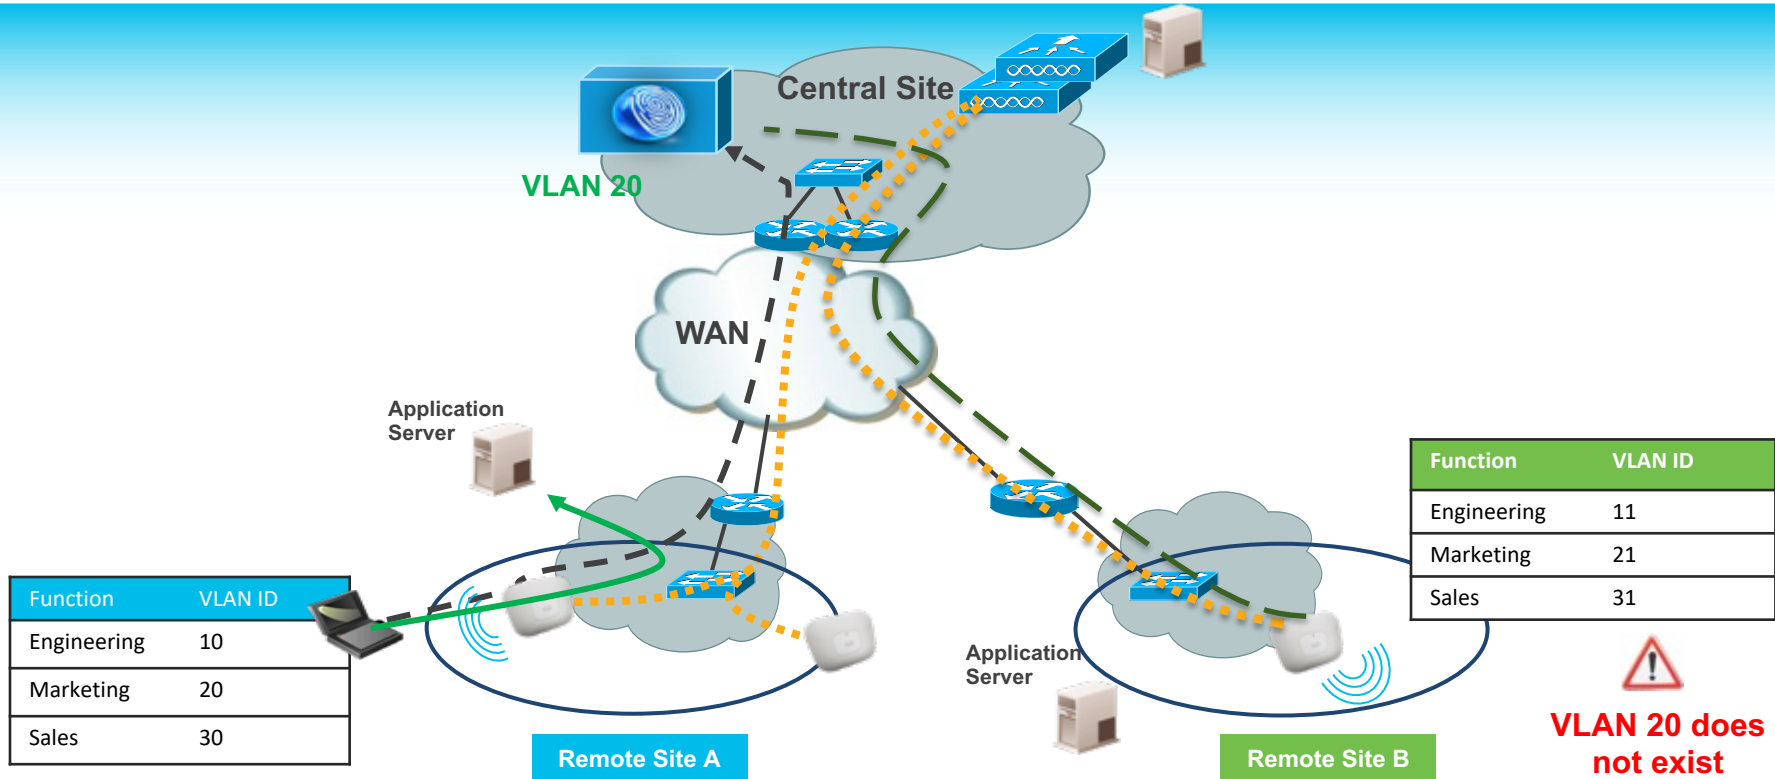 Central Site
VLAN 20
WAN
Application
Server
Function VLAN ID
Engineering 10
Marketing 20
Sales 30
Remote Site A
Application
Server
Remote Site B
Function VLAN ID
Engineering 11
Marketing 21
Sales 31
VLAN 20 does
not exist